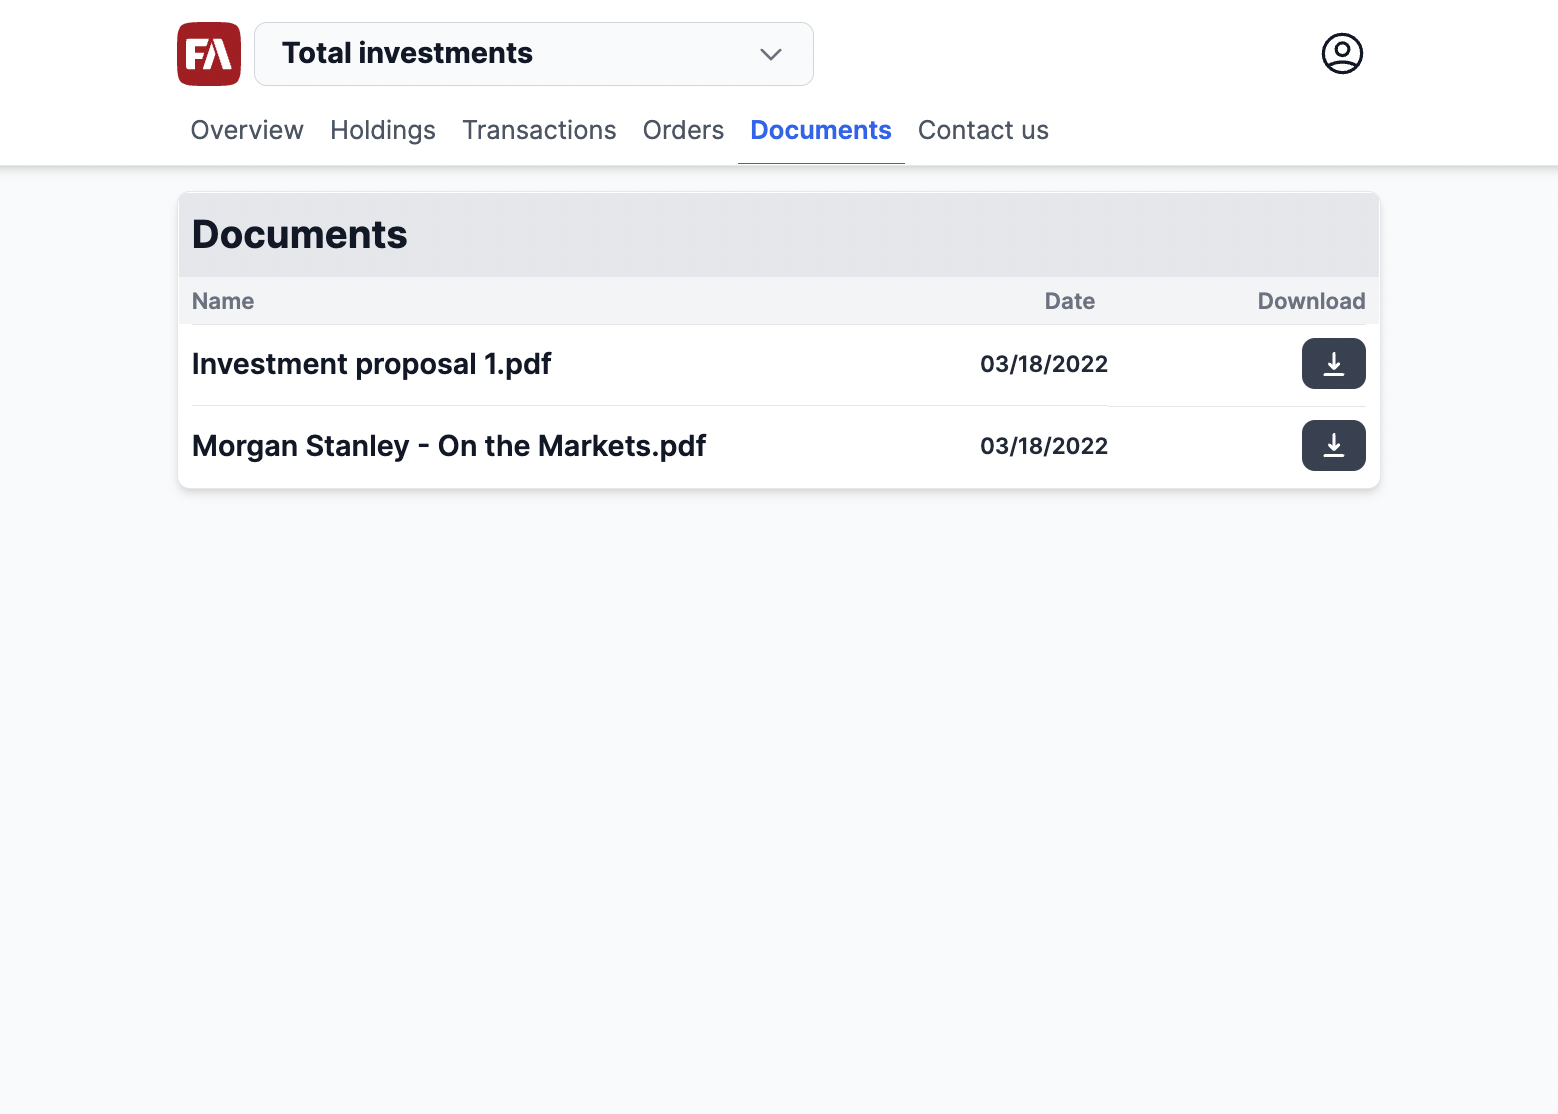 FA
Total investments
Overview Holdings Transactions Orders Documents Contact us
Documents
Name Date Download
Investment proposal 1.pdf 03/18/2022
Morgan Stanley - On the Markets.pdf 03/18/2022